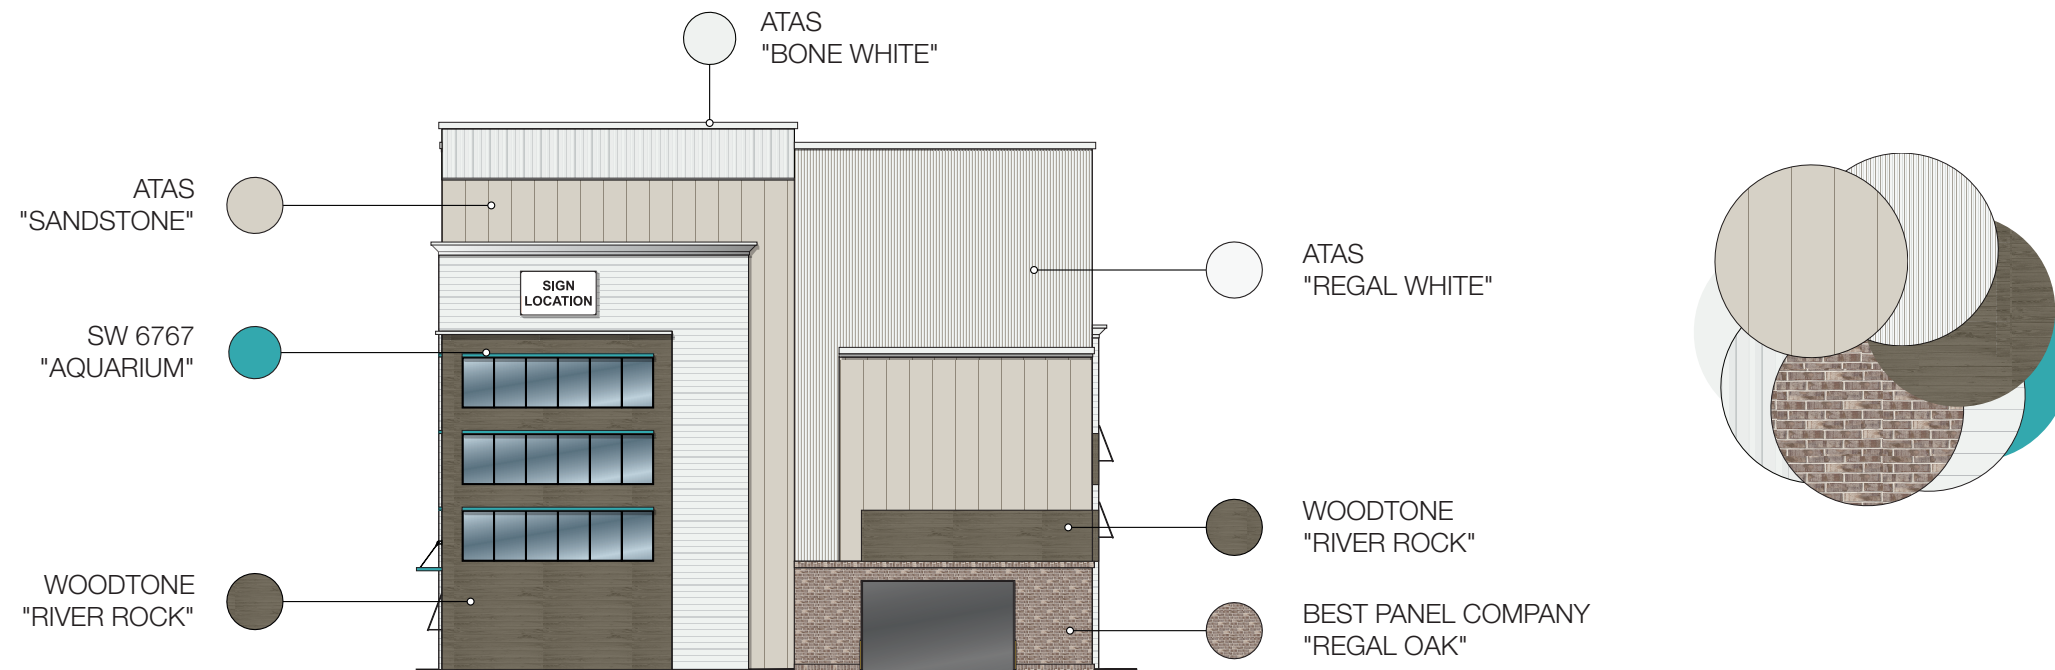 ATAS
"BONE WHITE"
ATAS
"SANDSTONE"
ATAS
"REGAL WHITE"
SIGN
LOCATION
SW 6767
"AQUARIUM"
WOODTONE
"RIVER ROCK"
WOODTONE
"RIVER ROCK"
BEST PANEL COMPANY
"REGAL OAK"